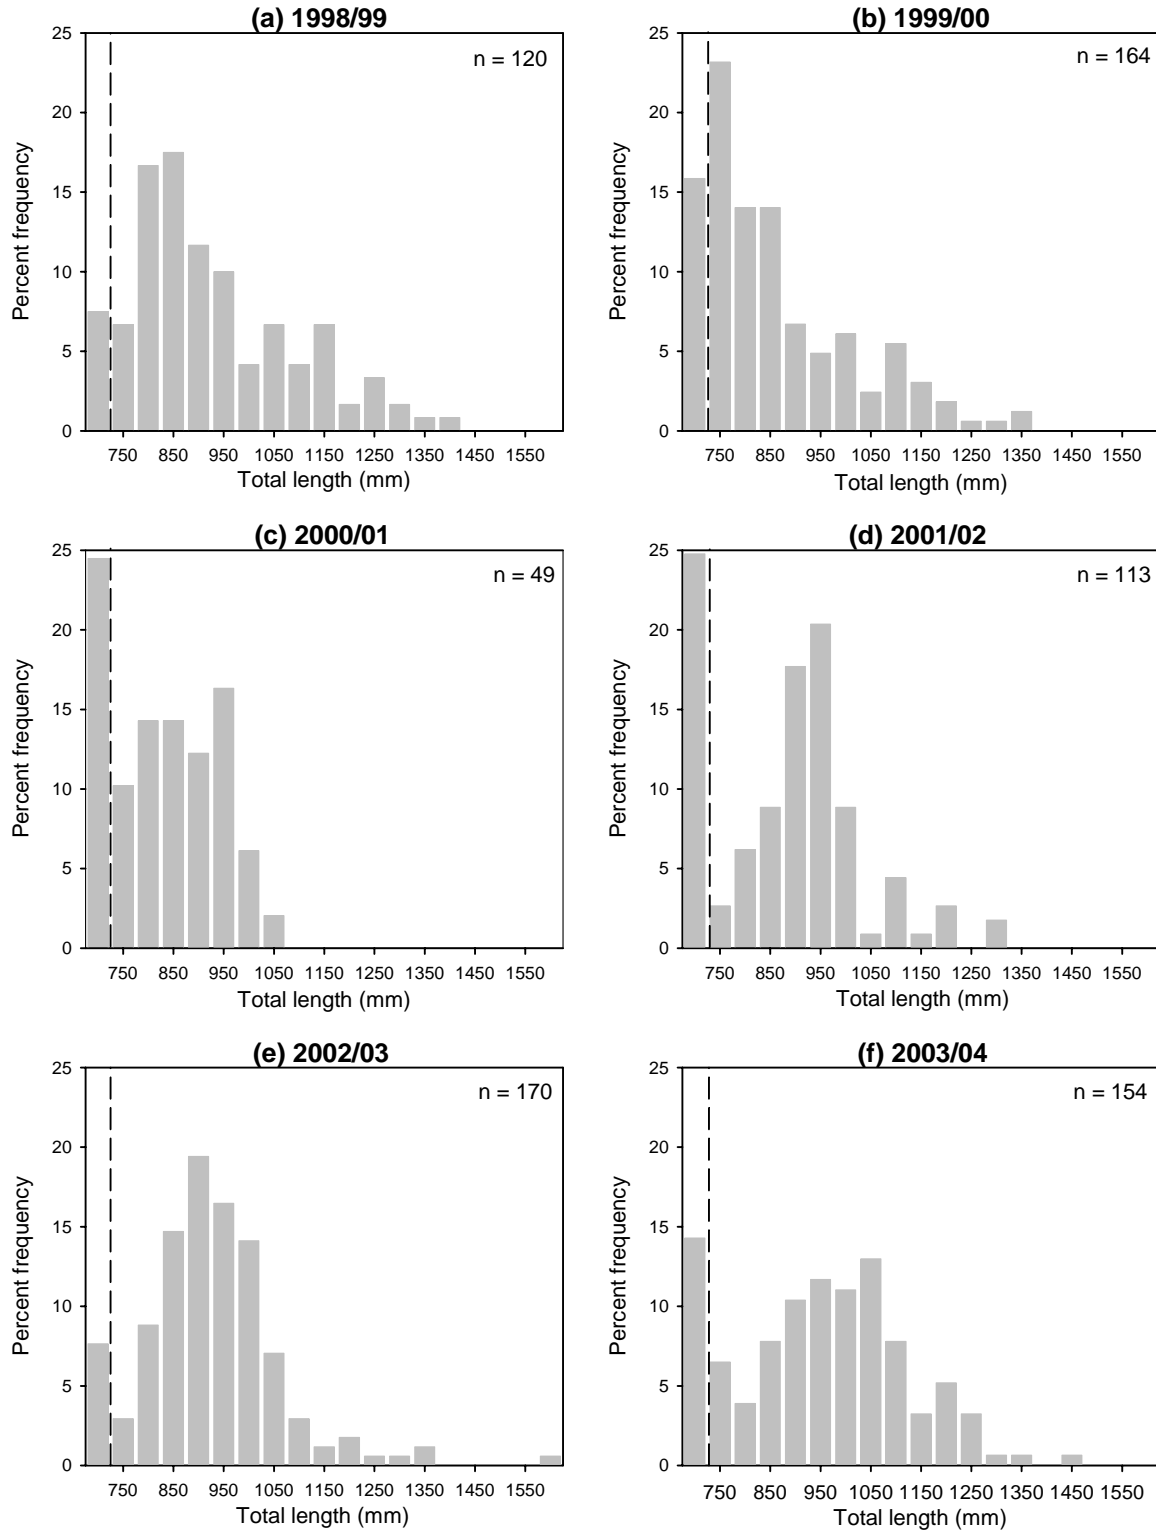 (a) 1998/99
n = 120
25
20
15
10
5
0
Percent frequency
750 850 950 1050 1150 1250 1350 1450 1550
Total length (mm)
(b) 1999/00
n = 164
25
20
15
10
5
0
Percent frequency
750 850 950 1050 1150 1250 1350 1450 1550
Total length (mm)
(c) 2000/01
n = 49
25
20
15
10
5
0
Percent frequency
750 850 950 1050 1150 1250 1350 1450 1550
Total length (mm)
(d) 2001/02
n = 113
25
20
15
10
5
0
Percent frequency
750 850 950 1050 1150 1250 1350 1450 1550
Total length (mm)
(e) 2002/03
n = 170
25
20
15
10
5
0
Percent frequency
750 850 950 1050 1150 1250 1350 1450 1550
Total length (mm)
(f) 2003/04
n = 154
25
20
15
10
5
0
Percent frequency
750 850 950 1050 1150 1250 1350 1450 1550
Total length (mm)